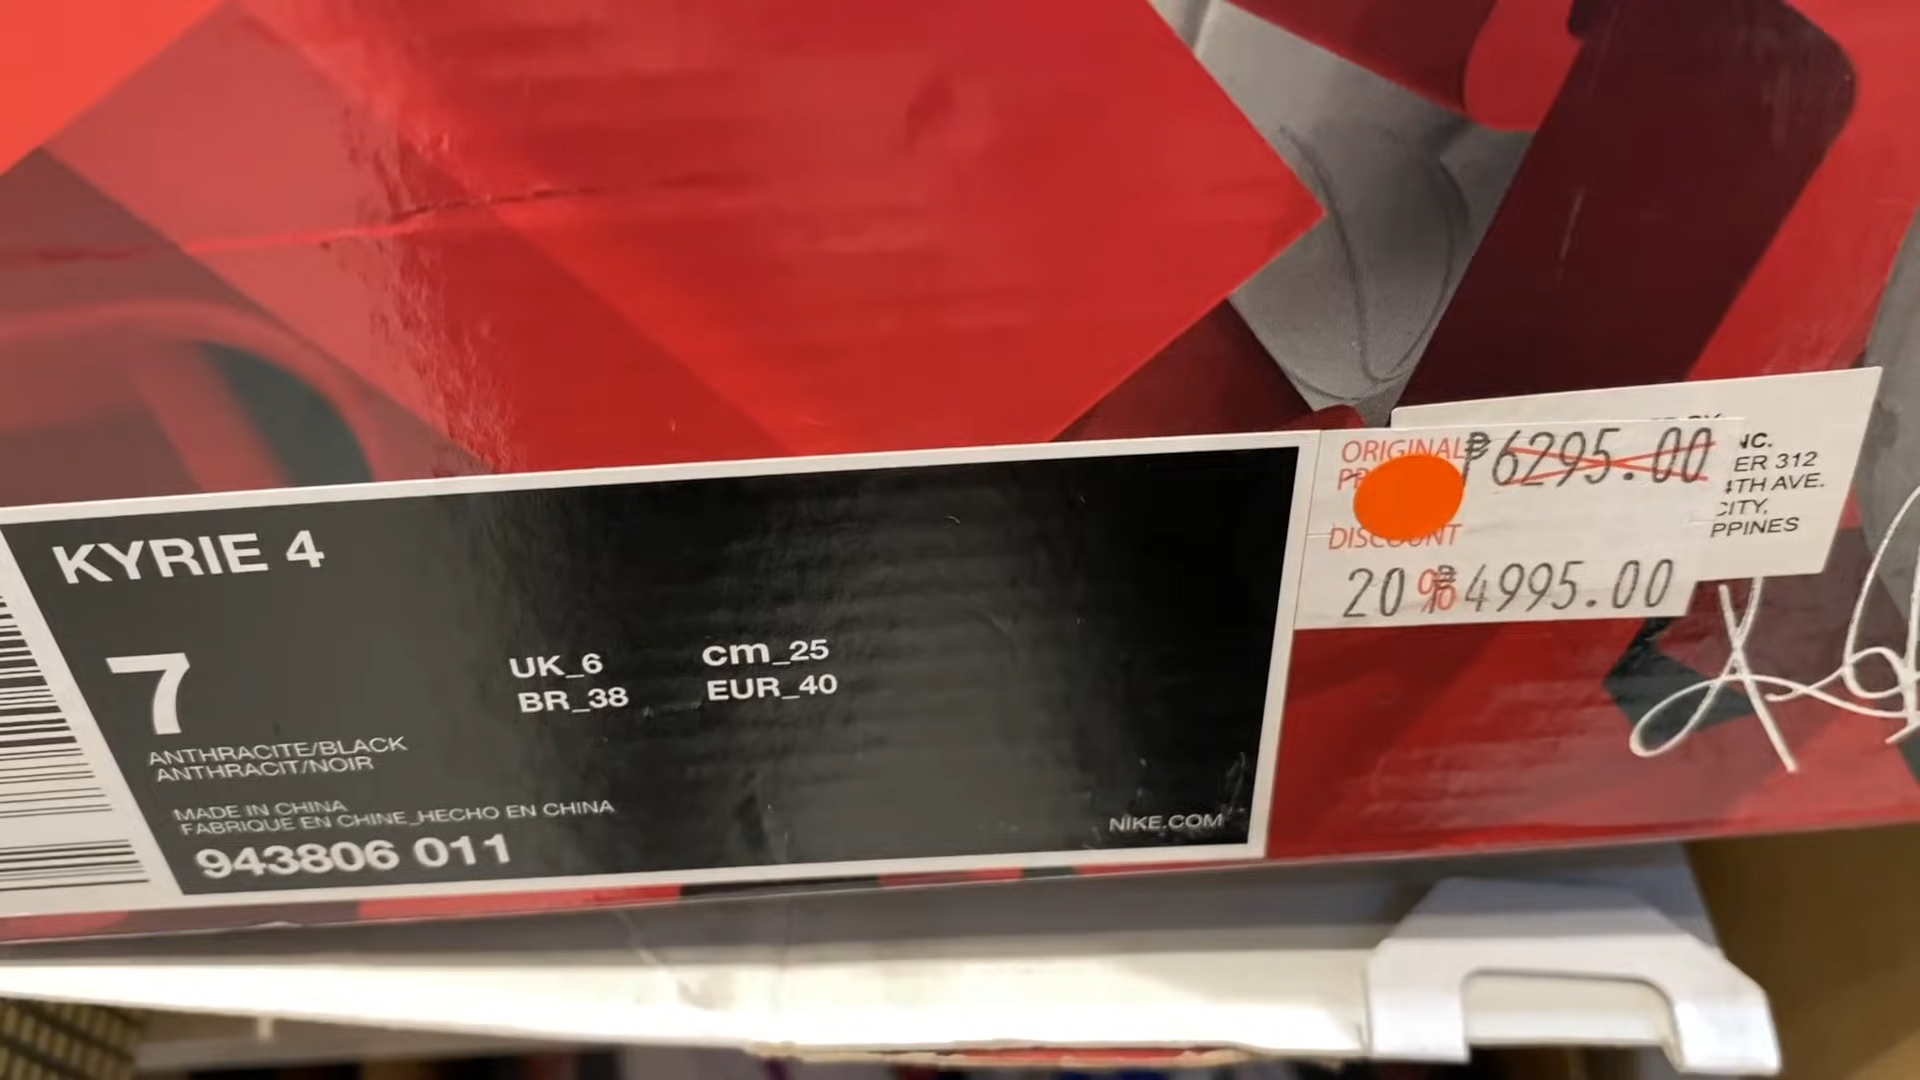 KYRIE 4
7
UK_6
BR_38
cm_25
EUR_40
ANTHRACITE/BLACK
ANTHRACIT/NOIR
MADE IN CHINA
FABRIQUE EN CHINE_HECHO EN CHINA
943806 011
NIKE.COM
ORIGINAL ₱6295.00
DISCOUNT
20% ₱4995.00
NC.
ER 312
4TH AVE.
CITY,
PPINES